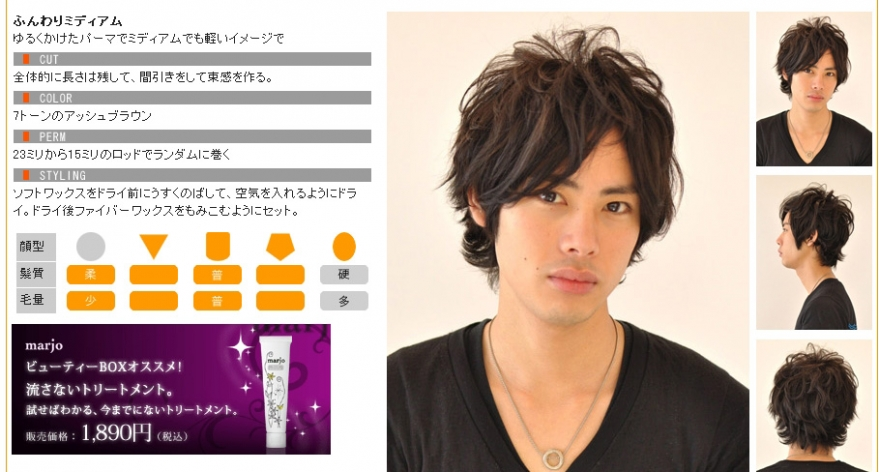 ふんわりミディアム
ゆるくかけたパーマでミディアムでも軽いイメージで
CUT
全体的に長さは残して、間引きをして束感を作る。
COLOR
7トーンのアッシュブラウン
PERM
23ミリから15ミリのロッドでランダムに巻く
STYLING
ソフトワックスをドライ前にうすくのばして、空気を入れるようにドラ
イ。ドライ後ファイバーワックスをもみこむようにセット。
顔型
髪質 柔 普 硬
毛量 少 普 多
marjo
marjo
ビューティーBOXオススメ!
流さないトリートメント。
試せばわかる、今までにないトリートメント。
販売価格：1,890円（税込）
marjo